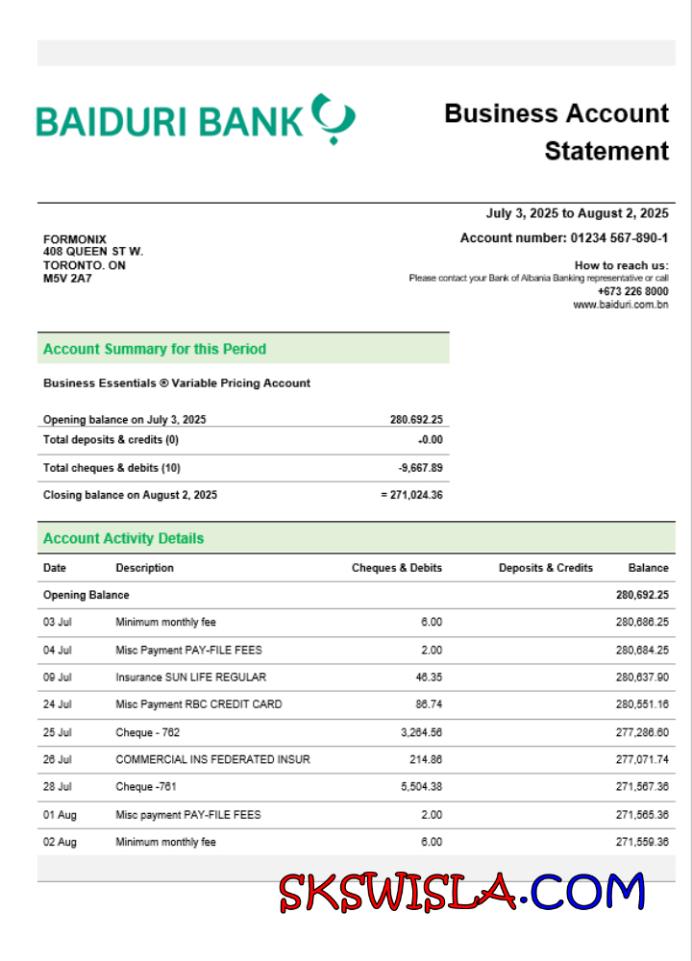 BAIDURI BANK
Business Account
Statement
July 3, 2025 to August 2, 2025
FORMONIX
408 QUEEN ST W.
TORONTO. ON
M5V 2A7
Account number: 01234 567-890-1
How to reach us:
Please contact your Bank of Albania Banking representative or call
+673 226 8000
www.baiduri.com.bn
Account Summary for this Period
Business Essentials ® Variable Pricing Account
Opening balance on July 3, 2025 280.692.25
Total deposits & credits (0) -0.00
Total cheques & debits (10) -9,667.89
Closing balance on August 2, 2025 = 271,024.36
Account Activity Details
Date Description Cheques & Debits Deposits & Credits Balance
Opening Balance 280,692.25
03 Jul Minimum monthly fee 6.00 280,686.25
04 Jul Misc Payment PAY-FILE FEES 2.00 280,684.25
09 Jul Insurance SUN LIFE REGULAR 46.35 280,637.90
24 Jul Misc Payment RBC CREDIT CARD 86.74 280,551.16
25 Jul Cheque - 762 3,264.56 277,286.60
26 Jul COMMERCIAL INS FEDERATED INSUR 214.86 277,071.74
28 Jul Cheque -761 5,504.38 271,567.36
01 Aug Misc payment PAY-FILE FEES 2.00 271,565.36
02 Aug Minimum monthly fee 6.00 271,559.36
SKSWISLA.COM